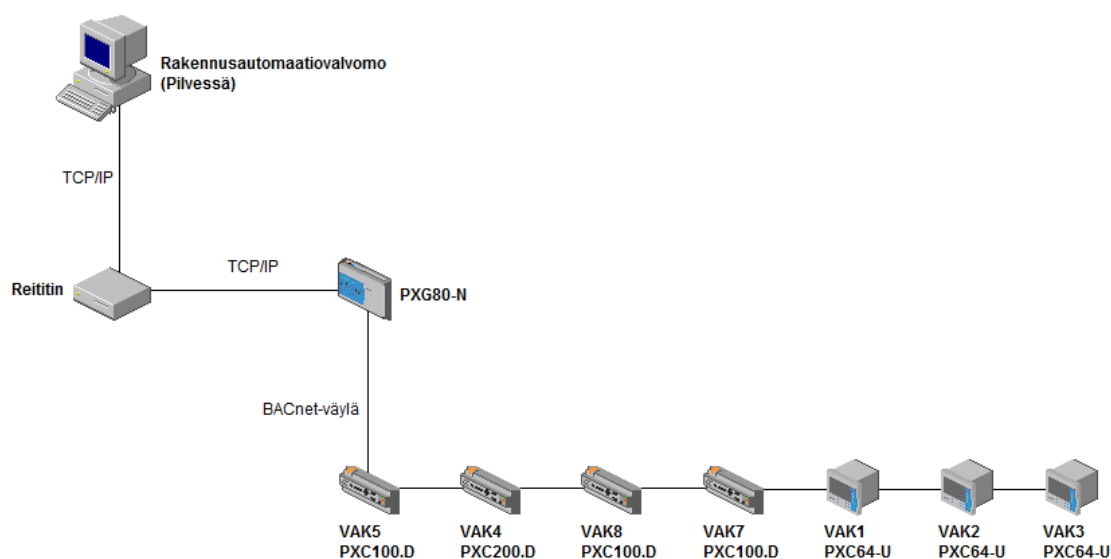 Rakennusautomaatiovalvomo
(Pilvessä)
TCP/IP
TCP/IP
Reititin
PXG80-N
BACnet-väylä
VAK5
PXC100.D
VAK4
PXC200.D
VAK8
PXC100.D
VAK7
PXC100.D
VAK1
PXC64-U
VAK2
PXC64-U
VAK3
PXC64-U